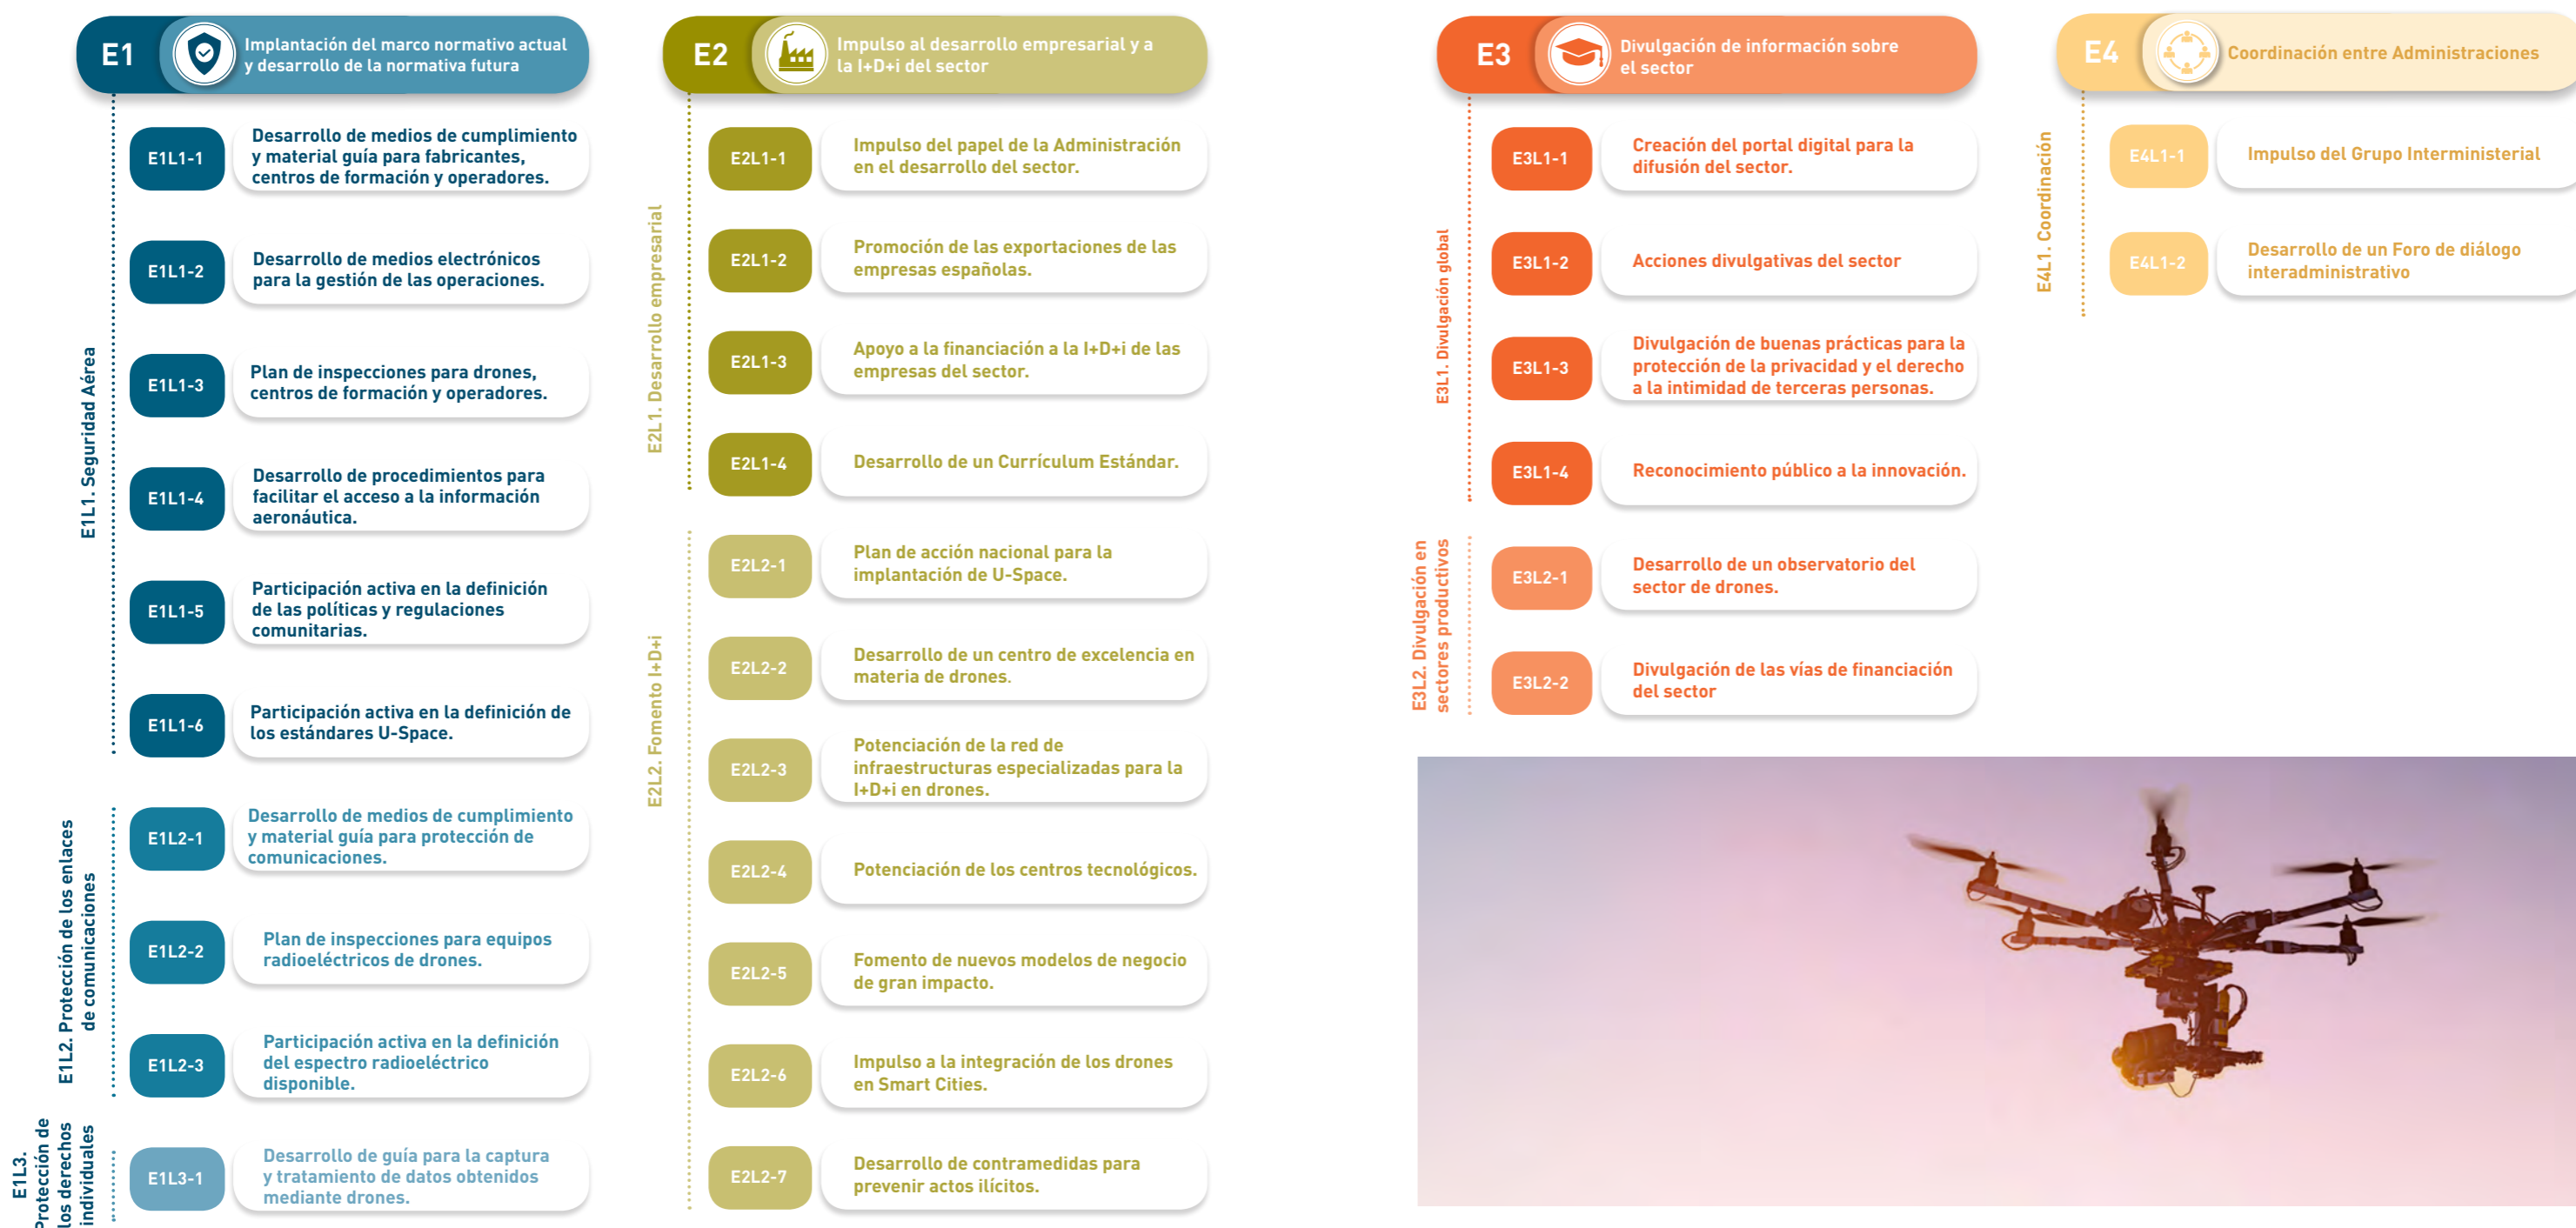 E1
Implantación del marco normativo actual
y desarrollo de la normativa futura
E1L1. Seguridad Aérea
E1L1-1
Desarrollo de medios de cumplimiento
y material guía para fabricantes,
centros de formación y operadores.
E1L1-2
Desarrollo de medios electrónicos
para la gestión de las operaciones.
E1L1-3
Plan de inspecciones para drones,
centros de formación y operadores.
E1L1-4
Desarrollo de procedimientos para
facilitar el acceso a la información
aeronáutica.
E1L1-5
Participación activa en la definición
de las políticas y regulaciones
comunitarias.
E1L1-6
Participación activa en la definición de
los estándares U-Space.
E1L2. Protección de los enlaces
de comunicaciones
E1L2-1
Desarrollo de medios de cumplimiento
y material guía para protección de
comunicaciones.
E1L2-2
Plan de inspecciones para equipos
radioeléctricos de drones.
E1L2-3
Participación activa en la definición
del espectro radioeléctrico
disponible.
E1L3.
Protección de
los derechos
individuales
E1L3-1
Desarrollo de guía para la captura
y tratamiento de datos obtenidos
mediante drones.
E2
Impulso al desarrollo empresarial y a
la I+D+i del sector
E2L1. Desarrollo empresarial
E2L1-1
Impulso del papel de la Administración
en el desarrollo del sector.
E2L1-2
Promoción de las exportaciones de las
empresas españolas.
E2L1-3
Apoyo a la financiación a la I+D+i de las
empresas del sector.
E2L1-4
Desarrollo de un Currículum Estándar.
E2L2. Fomento I+D+i
E2L2-1
Plan de acción nacional para la
implantación de U-Space.
E2L2-2
Desarrollo de un centro de excelencia en
materia de drones.
E2L2-3
Potenciación de la red de
infraestructuras especializadas para la
I+D+i en drones.
E2L2-4
Potenciación de los centros tecnológicos.
E2L2-5
Fomento de nuevos modelos de negocio
de gran impacto.
E2L2-6
Impulso a la integración de los drones
en Smart Cities.
E2L2-7
Desarrollo de contramedidas para
prevenir actos ilícitos.
E3
Divulgación de información sobre
el sector
E3L1. Divulgación global
E3L1-1
Creación del portal digital para la
difusión del sector.
E3L1-2
Acciones divulgativas del sector
E3L1-3
Divulgación de buenas prácticas para la
protección de la privacidad y el derecho
a la intimidad de terceras personas.
E3L1-4
Reconocimiento público a la innovación.
E3L2. Divulgación en
sectores productivos
E3L2-1
Desarrollo de un observatorio del
sector de drones.
E3L2-2
Divulgación de las vías de financiación
del sector
E4
Coordinación entre Administraciones
E4L1. Coordinación
E4L1-1
Impulso del Grupo Interministerial
E4L1-2
Desarrollo de un Foro de diálogo
interadministrativo